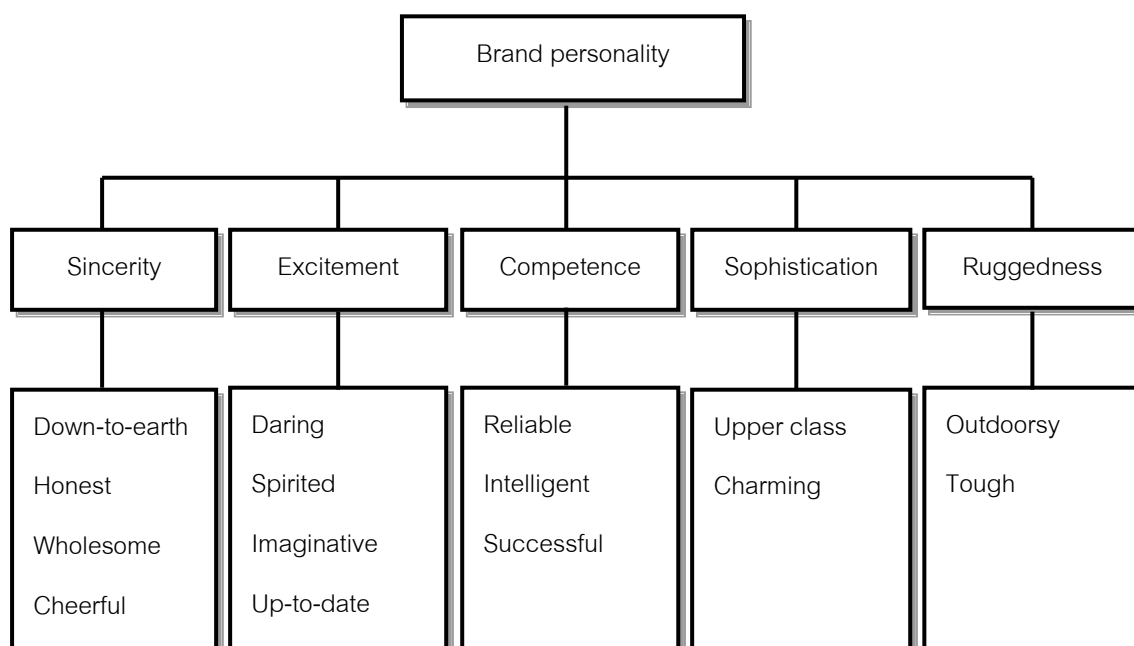 Brand personality
Sincerity
Excitement
Competence
Sophistication
Ruggedness
Down-to-earth
Honest
Wholesome
Cheerful
Daring
Spirited
Imaginative
Up-to-date
Reliable
Intelligent
Successful
Upper class
Charming
Outdoorsy
Tough